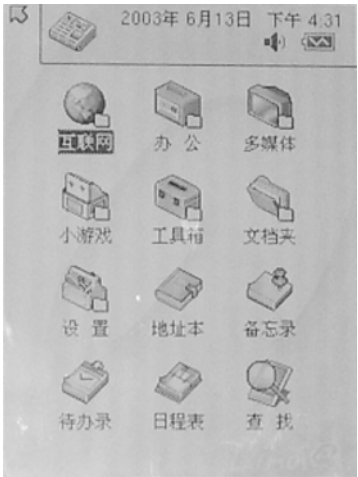 2003年 6月13日 下午 4:31
互联网 办公 多媒体
小游戏 工具箱 文档夹
设置 地址本 备忘录
待办录 日程表 查找